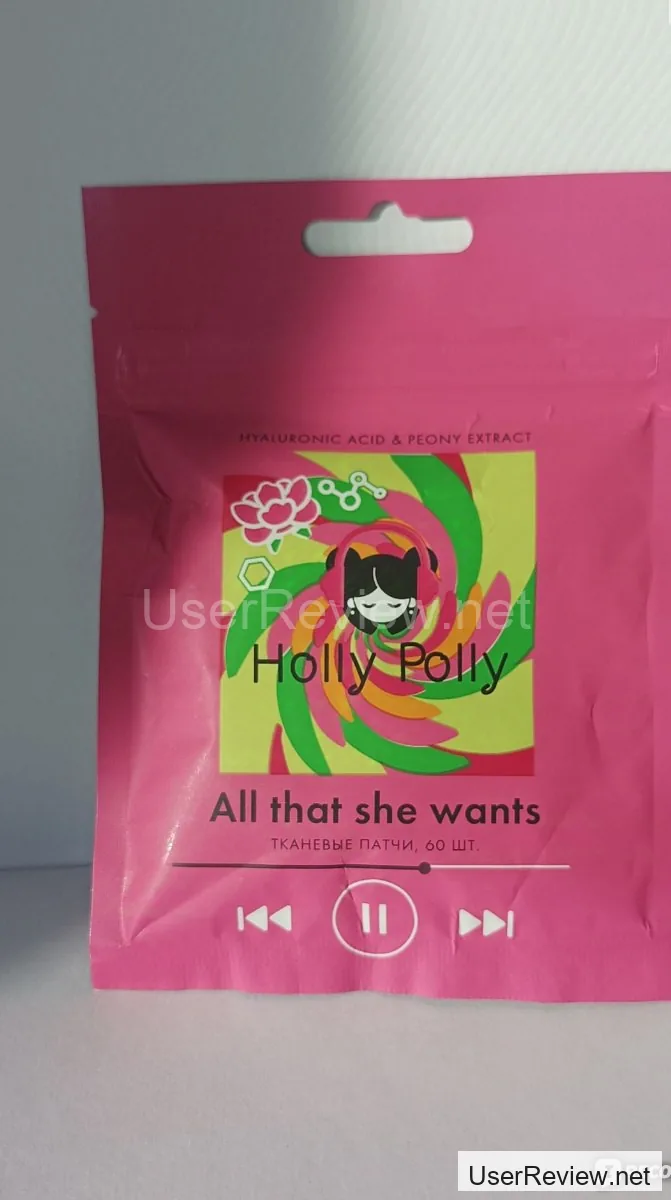 HYALURONIC ACID & PEONY EXTRACT
UserReview.net
Holly Polly
All that she wants
ТКАНЕВЫЕ ПАТЧИ, 60 ШТ.
UserReview.net